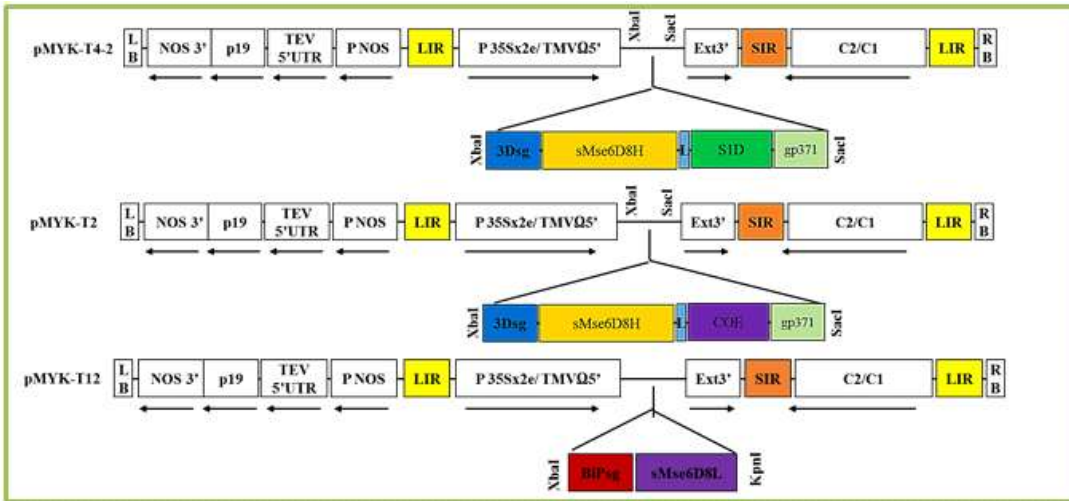 XbaI SacI
pMYK-T4-2 L B NOS 3' p19 TEV 5'UTR P NOS LIR P 35Sx2e/ TMVΩ5' Ext3' SIR C2/C1 LIR R B
XbaI 3Dsg sMse6D8H L S1D gp371 SacI
XbaI SacI
pMYK-T2 L B NOS 3' p19 TEV 5'UTR P NOS LIR P 35Sx2e/ TMVΩ5' Ext3' SIR C2/C1 LIR R B
XbaI 3Dsg sMse6D8H L COE gp371 SacI
pMYK-T12 L B NOS 3' p19 TEV 5'UTR P NOS LIR P 35Sx2e/ TMVΩ5' Ext3' SIR C2/C1 LIR R B
XbaI BiPsg sMse6D8L KpnI